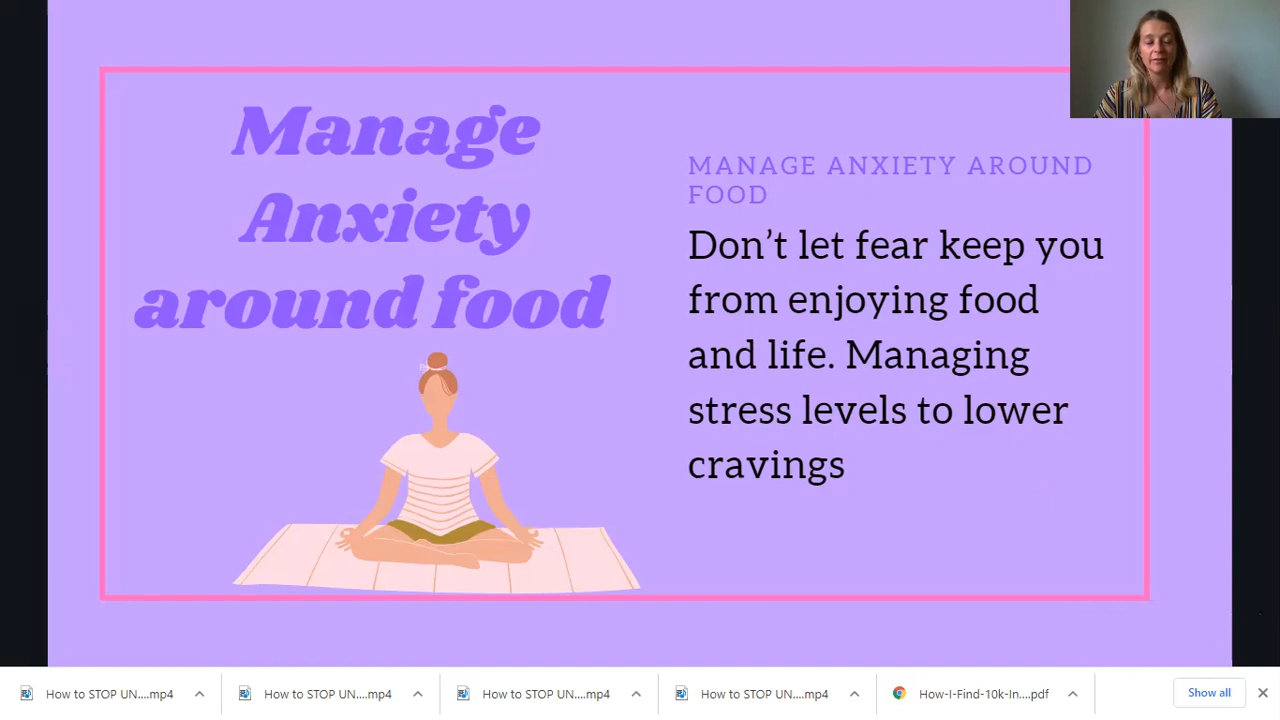 Manage
Anxiety
around food
MANAGE ANXIETY AROUND
FOOD
Don’t let fear keep you
from enjoying food
and life. Managing
stress levels to lower
cravings
How to STOP UN....mp4
How to STOP UN....mp4
How to STOP UN....mp4
How to STOP UN....mp4
How-I-Find-10k-In....pdf
Show all